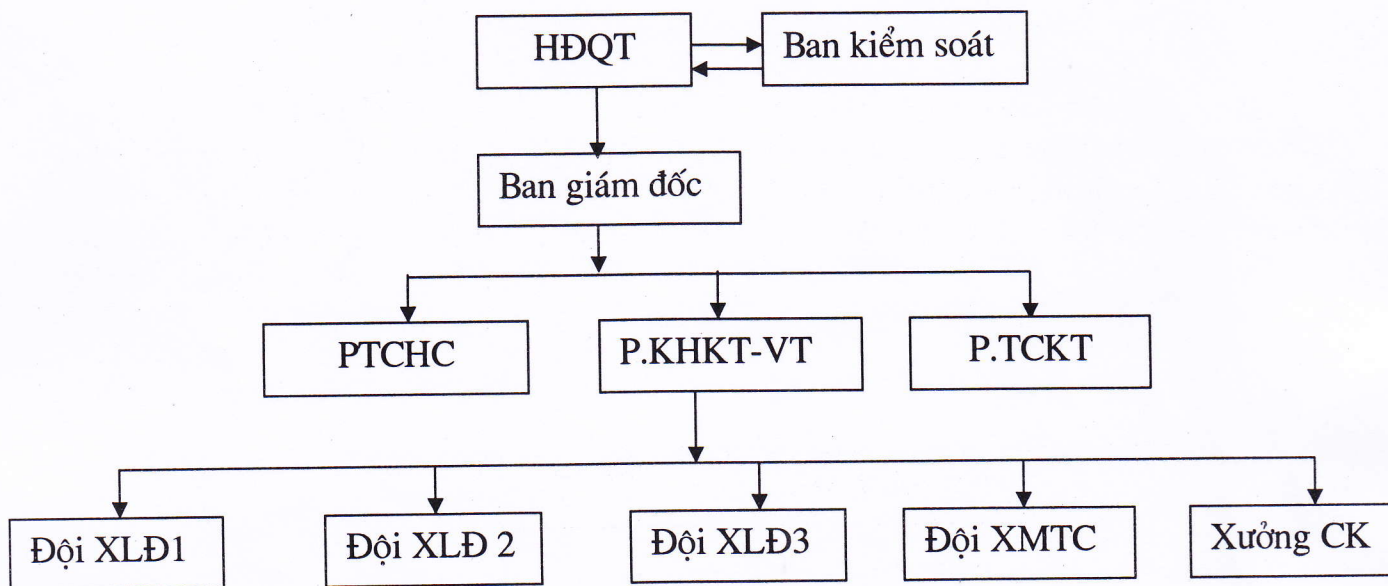 HĐQT
Ban kiểm soát
Ban giám đốc
PTCHC
P.KHKT-VT
P.TCKT
Đội XLĐ1
Đội XLĐ 2
Đội XLĐ3
Đội XMTC
Xưởng CK